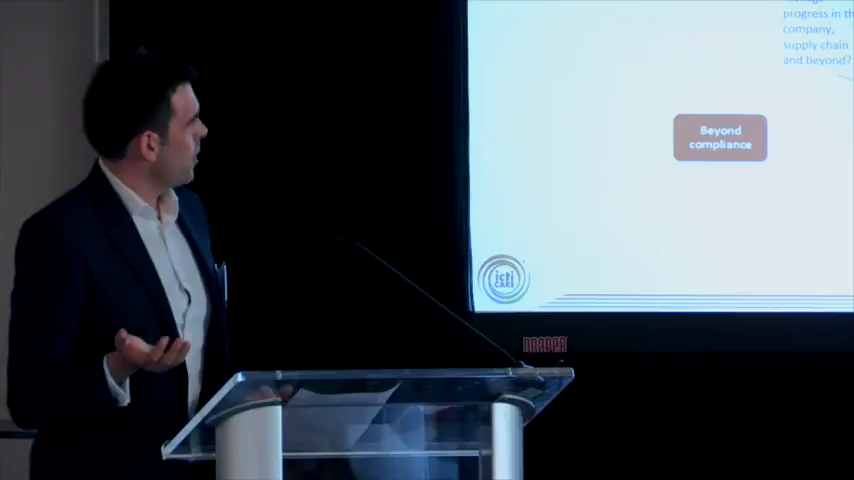 progress in th
company,
supply chain
and beyond?
Beyond
compliance
icti
CARE
DRAPER